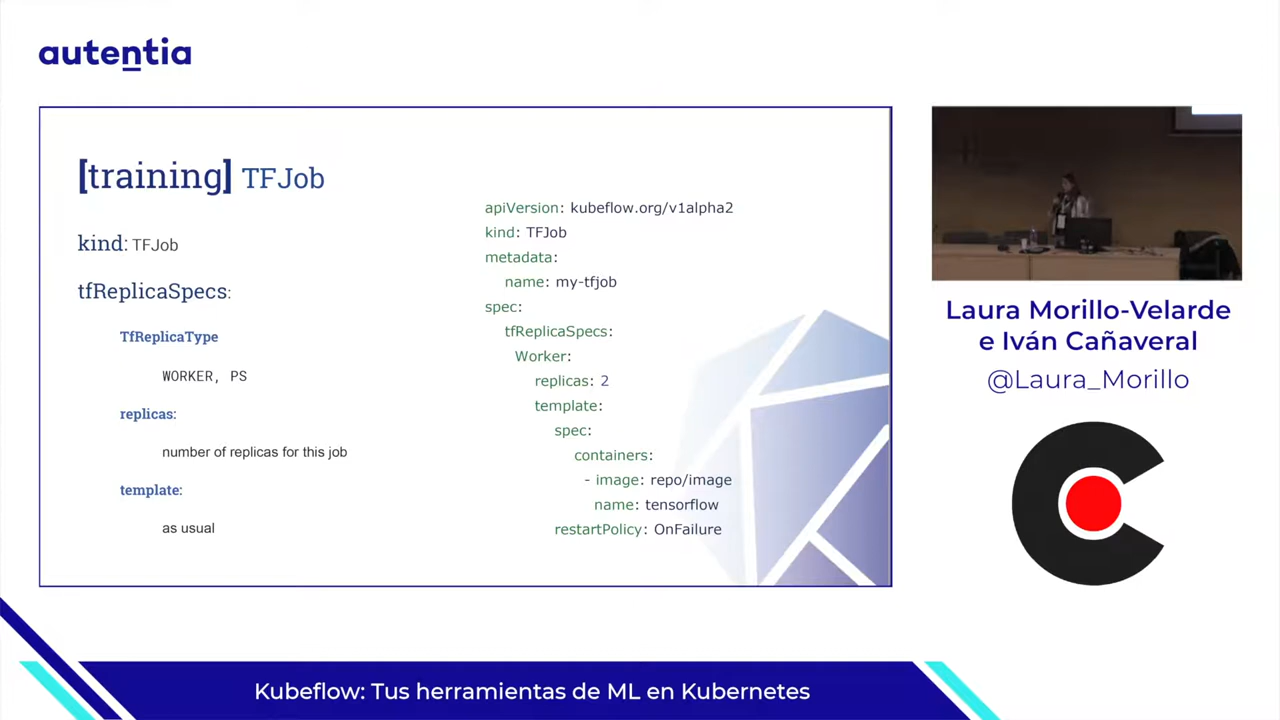 autentia
[training] TFJob
kind: TFJob
tfReplicaSpecs:
TfReplicaType
WORKER, PS
replicas:
number of replicas for this job
template:
as usual
apiVersion: kubeflow.org/v1alpha2
kind: TFJob
metadata:
name: my-tfjob
spec:
tfReplicaSpecs:
Worker:
replicas: 2
template:
spec:
containers:
- image: repo/image
name: tensorflow
restartPolicy: OnFailure
Laura Morillo-Velarde
e Iván Cañaveral
@Laura_Morillo
Kubeflow: Tus herramientas de ML en Kubernetes